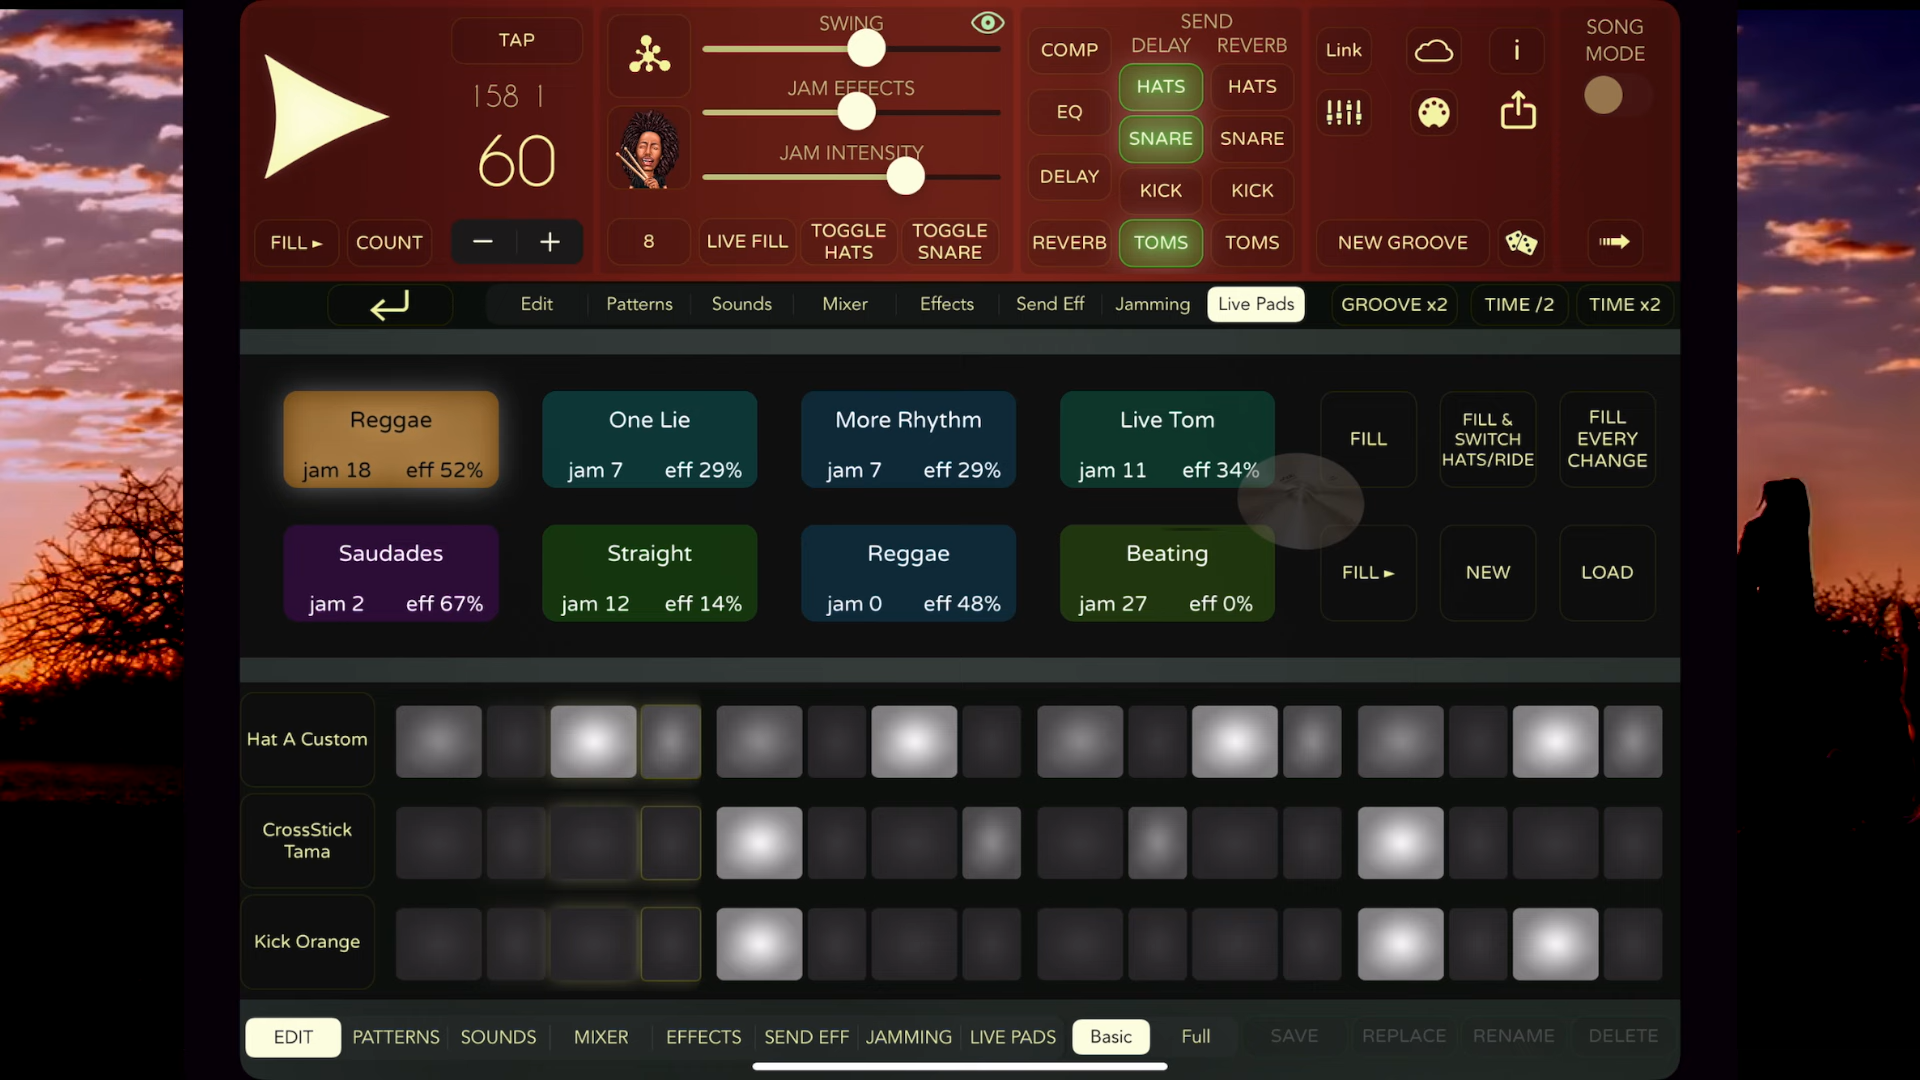 TAP
158 1
60
FILL►
COUNT
− +
SWING
JAM EFFECTS
JAM INTENSITY
8
LIVE FILL
TOGGLE
HATS
TOGGLE
SNARE
COMP
EQ
DELAY
REVERB
SEND
DELAY REVERB
HATS HATS
SNARE SNARE
KICK KICK
TOMS TOMS
Link
i
NEW GROOVE
SONG
MODE
Edit Patterns Sounds Mixer Effects Send Eff Jamming Live Pads
GROOVE x2 TIME /2 TIME x2
Reggae
jam 18 eff 52%
One Lie
jam 7 eff 29%
More Rhythm
jam 7 eff 29%
Live Tom
jam 11 eff 34%
FILL
FILL &
SWITCH
HATS/RIDE
FILL
EVERY
CHANGE
Saudades
jam 2 eff 67%
Straight
jam 12 eff 14%
Reggae
jam 0 eff 48%
Beating
jam 27 eff 0%
FILL►
NEW
LOAD
Hat A Custom
CrossStick
Tama
Kick Orange
EDIT PATTERNS SOUNDS MIXER EFFECTS SEND EFF JAMMING LIVE PADS Basic Full SAVE REPLACE RENAME DELETE